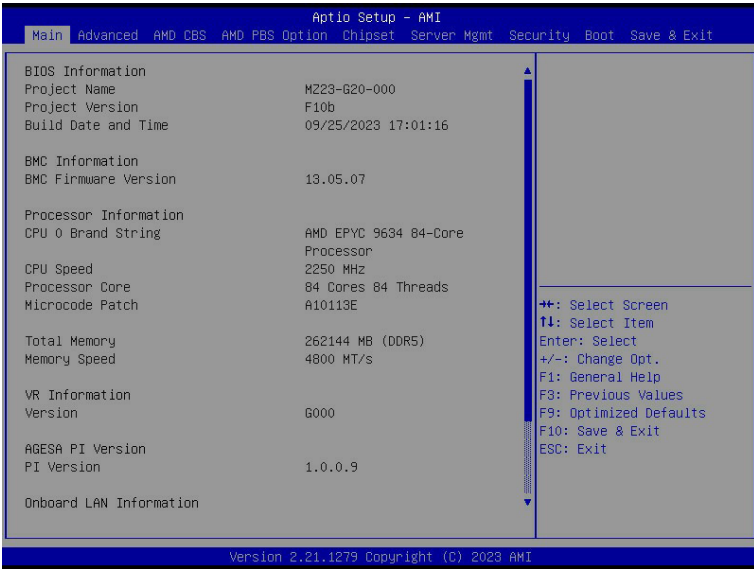 Aptio Setup - AMI
Main Advanced AMD CBS AMD PBS Option Chipset Server Mgmt Security Boot Save & Exit
BIOS Information
Project Name MZ23-G20-000
Project Version F10b
Build Date and Time 09/25/2023 17:01:16
BMC Information
BMC Firmware Version 13.05.07
Processor Information
CPU 0 Brand String AMD EPYC 9634 84-Core
Processor
CPU Speed 2250 MHz
Processor Core 84 Cores 84 Threads
Microcode Patch A10113E
Total Memory 262144 MB (DDR5)
Memory Speed 4800 MT/s
VR Information
Version G000
AGESA PI Version
PI Version 1.0.0.9
Onboard LAN Information
→←: Select Screen
↑↓: Select Item
Enter: Select
+/-: Change Opt.
F1: General Help
F3: Previous Values
F9: Optimized Defaults
F10: Save & Exit
ESC: Exit
Version 2.21.1279 Copyright (C) 2023 AMI